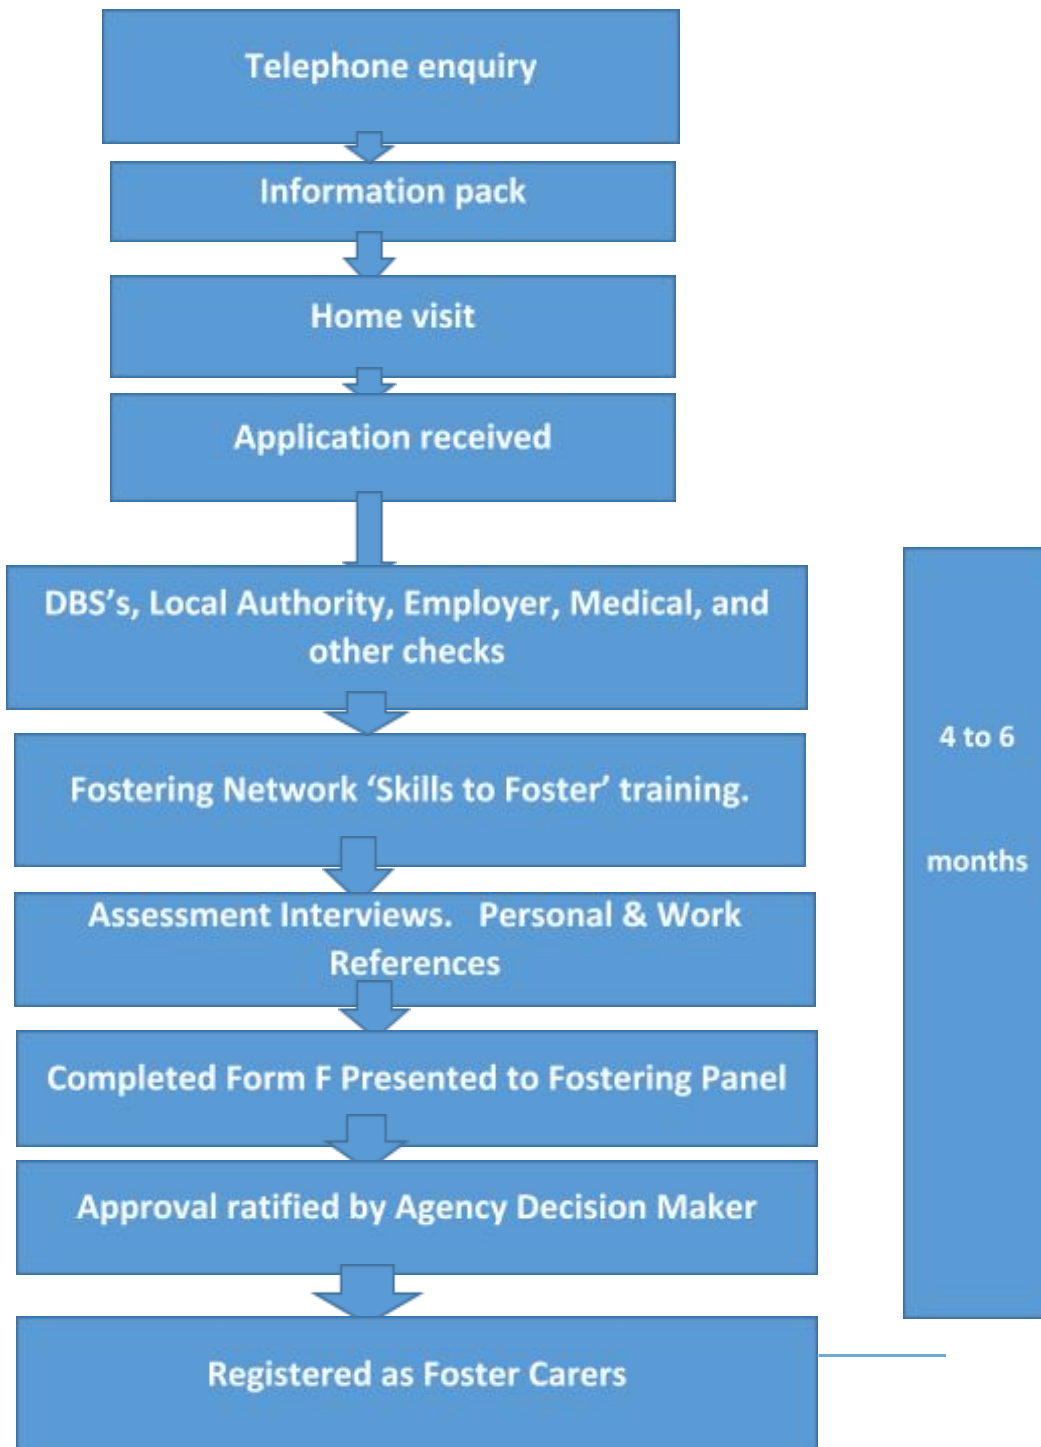 Telephone enquiry
Information pack
Home visit
Application received
DBS's, Local Authority, Employer, Medical, and
other checks
Fostering Network ‘Skills to Foster’ training.
Assessment Interviews.   Personal & Work
References
Completed Form F Presented to Fostering Panel
Approval ratified by Agency Decision Maker
Registered as Foster Carers
4 to 6
months